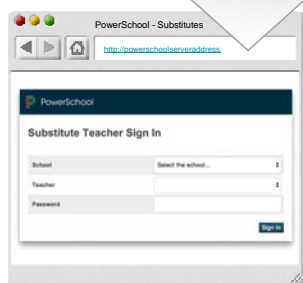 PowerSchool - Substitutes
http://powerschoolserveraddress
PowerSchool
Substitute Teacher Sign In
School Select the school...
Teacher
Password
Sign In